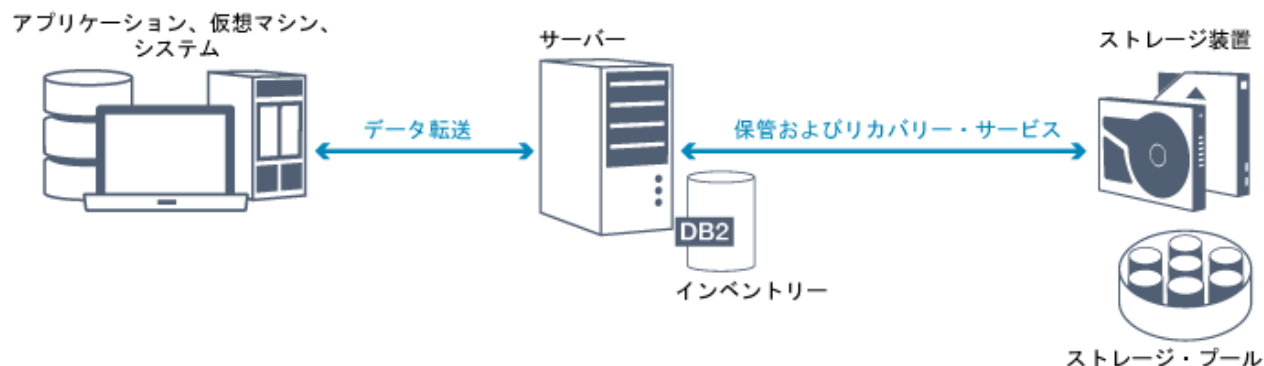 アプリケーション、仮想マシン、
システム
サーバー
ストレージ装置
データ転送
保管およびリカバリー・サービス
DB2
インベントリー
ストレージ・プール